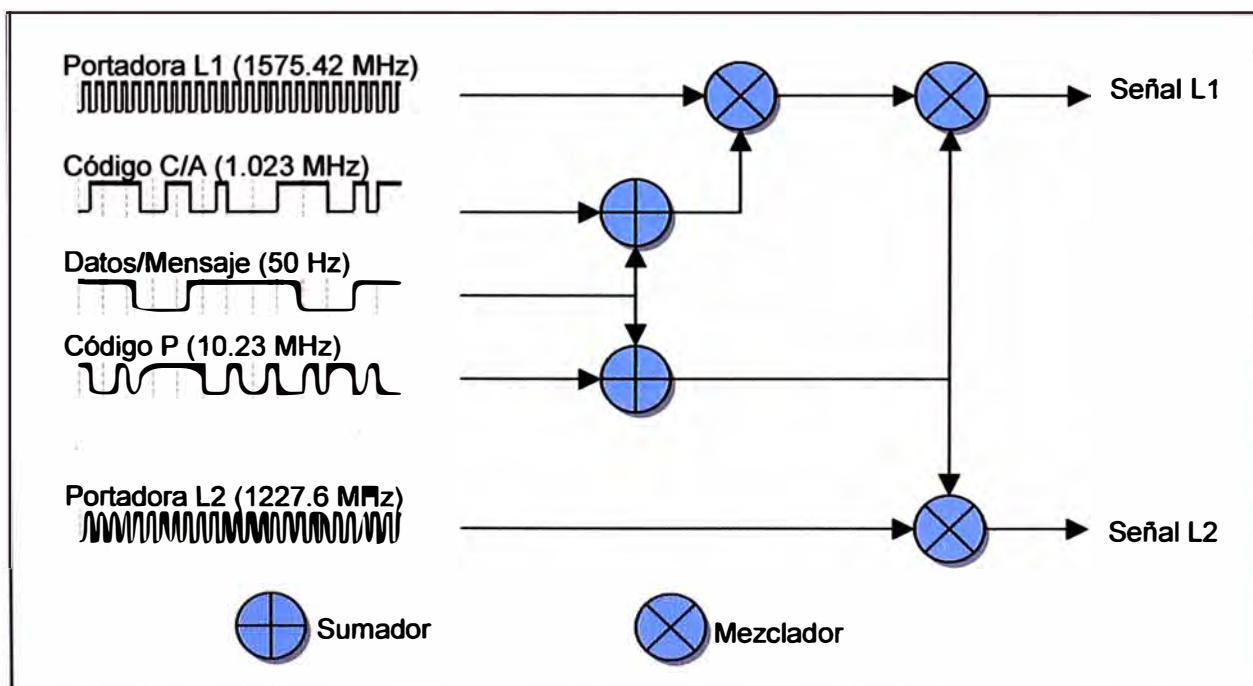 Portadora L1 (1575.42 MHz)
Señal L1
Código C/A (1.023 MHz)
Datos/Mensaje (50 Hz)
Código P (10.23 MHz)
Portadora L2 (1227.6 MHz)
Señal L2
Sumador
Mezclador